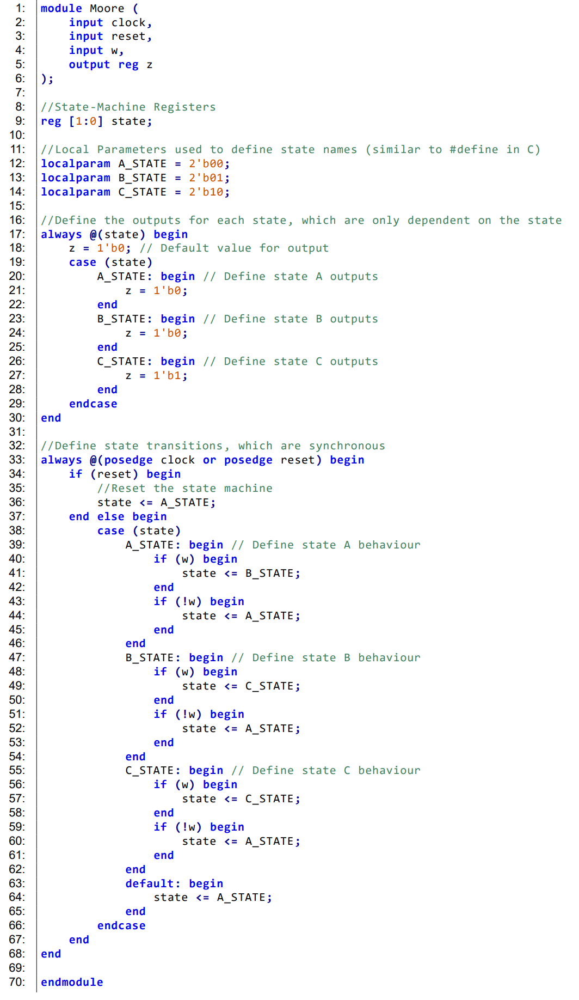 1: module Moore (
2:     input clock,
3:     input reset,
4:     input w,
5:     output reg z
6: );
7:
8: //State-Machine Registers
9: reg [1:0] state;
10:
11: //Local Parameters used to define state names (similar to #define in C)
12: localparam A_STATE = 2'b00;
13: localparam B_STATE = 2'b01;
14: localparam C_STATE = 2'b10;
15:
16: //Define the outputs for each state, which are only dependent on the state
17: always @(state) begin
18:     z = 1'b0; // Default value for output
19:     case (state)
20:         A_STATE: begin // Define state A outputs
21:             z = 1'b0;
22:         end
23:         B_STATE: begin // Define state B outputs
24:             z = 1'b0;
25:         end
26:         C_STATE: begin // Define state C outputs
27:             z = 1'b1;
28:         end
29:     endcase
30: end
31:
32: //Define state transitions, which are synchronous
33: always @(posedge clock or posedge reset) begin
34:     if (reset) begin
35:         //Reset the state machine
36:         state <= A_STATE;
37:     end else begin
38:         case (state)
39:             A_STATE: begin // Define state A behaviour
40:                 if (w) begin
41:                     state <= B_STATE;
42:                 end
43:                 if (!w) begin
44:                     state <= A_STATE;
45:                 end
46:             end
47:             B_STATE: begin // Define state B behaviour
48:                 if (w) begin
49:                     state <= C_STATE;
50:                 end
51:                 if (!w) begin
52:                     state <= A_STATE;
53:                 end
54:             end
55:             C_STATE: begin // Define state C behaviour
56:                 if (w) begin
57:                     state <= C_STATE;
58:                 end
59:                 if (!w) begin
60:                     state <= A_STATE;
61:                 end
62:             end
63:             default: begin
64:                 state <= A_STATE;
65:             end
66:         endcase
67:     end
68: end
69:
70: endmodule